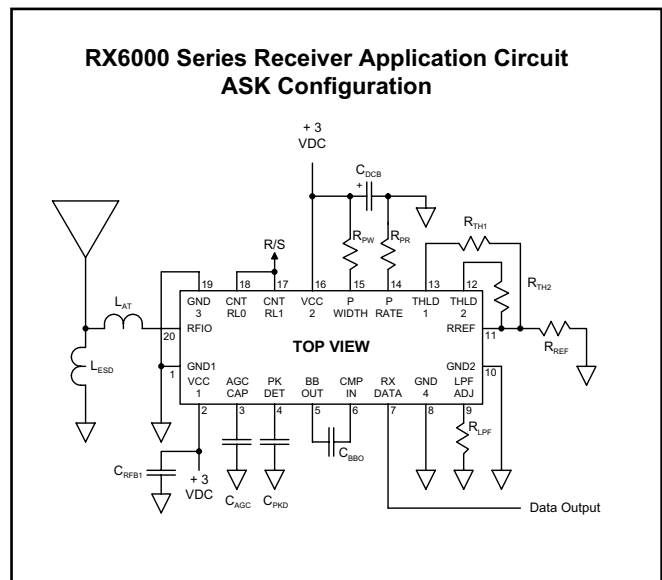 RX6000 Series Receiver Application Circuit
ASK Configuration
+ 3
VDC
C_DCB
+
R_PW
R_PR
R_TH1
R_TH2
R_REF
R/S
19
18
17
16
15
14
13
12
GND
3
CNT
RL0
CNT
RL1
VCC
2
P
WIDTH
P
RATE
THLD
1
THLD
2
L_AT
20
RFIO
RREF
11
TOP VIEW
L_ESD
1
GND1
GND2
10
VCC
1
AGC
CAP
PK
DET
BB
OUT
CMP
IN
RX
DATA
GND
4
LPF
ADJ
2
3
4
5
6
7
8
9
C_RFB1
+ 3
VDC
C_AGC
C_PKD
C_BBO
R_LPF
Data Output